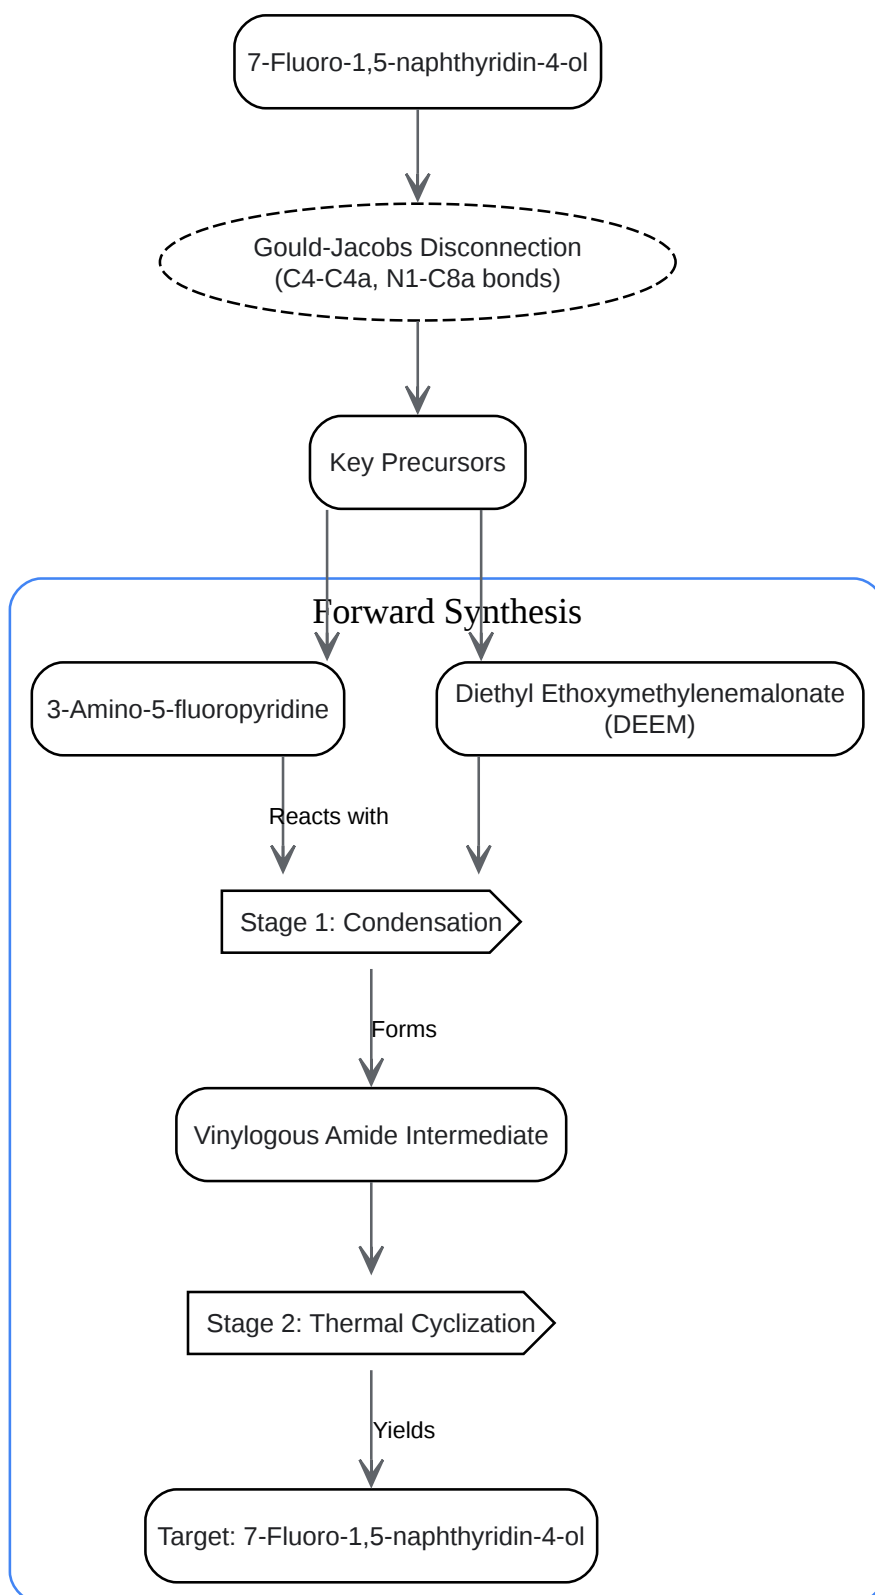 7-Fluoro-1,5-naphthyridin-4-ol
Gould-Jacobs Disconnection
(C4-C4a, N1-C8a bonds)
Key Precursors
Forward Synthesis
3-Amino-5-fluoropyridine
Diethyl Ethoxymethylenemalonate
(DEEM)
Reacts with
Stage 1: Condensation
Forms
Vinylogous Amide Intermediate
Stage 2: Thermal Cyclization
Yields
Target: 7-Fluoro-1,5-naphthyridin-4-ol